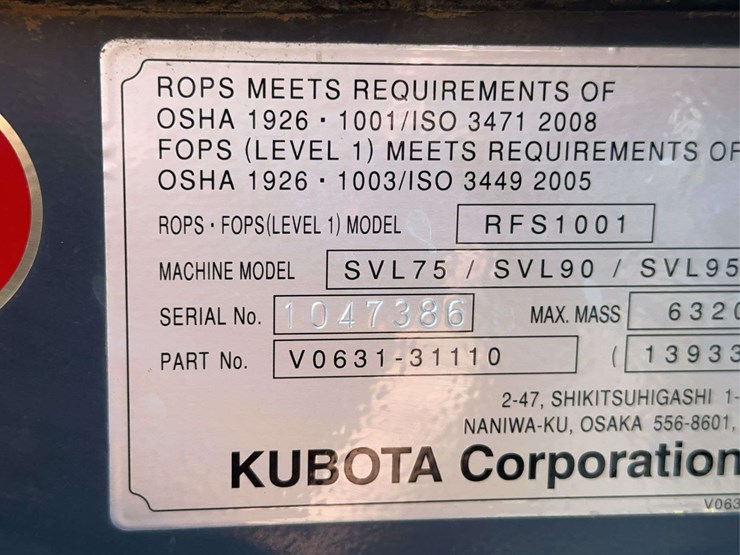 ROPS MEETS REQUIREMENTS OF
OSHA 1926 · 1001/ISO 3471 2008
FOPS (LEVEL 1) MEETS REQUIREMENTS OF
OSHA 1926 · 1003/ISO 3449 2005
ROPS · FOPS(LEVEL 1) MODEL RFS1001
MACHINE MODEL SVL75 / SVL90 / SVL95
SERIAL No. 1047386 MAX. MASS 6320
PART No. V0631-31110 ( 13933
2-47, SHIKITSUHIGASHI 1-
NANIWA-KU, OSAKA 556-8601,
KUBOTA Corporation
V063